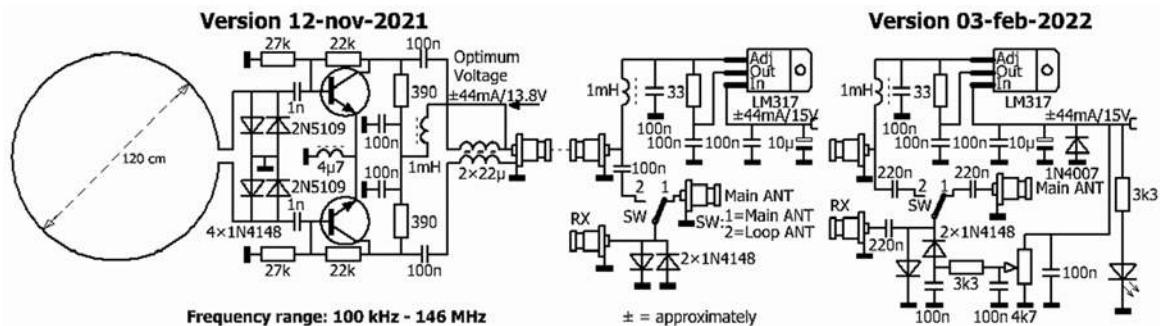 Version 12-nov-2021
Version 03-feb-2022
27k
22k
100n
Optimum
Voltage
±44mA/13.8V
390
1n
2N5109
100n
120 cm
4µ7
1mH
2N5109
100n
2×22µ
1n
4×1N4148
390
27k
22k
100n
1mH
33
Adj
Out
In
LM317
±44mA/15V
100n
100n
100n
10µ
100n
2
1
Main ANT
SW
SW:
1=Main ANT
2=Loop ANT
RX
2×1N4148
1mH
33
Adj
Out
In
LM317
±44mA/15V
100n
100n
100n
10µ
1N4007
220n
2
1
220n
Main ANT
SW
RX
220n
2×1N4148
3k3
3k3
100n
100n
100n
4k7
Frequency range: 100 kHz - 146 MHz
± = approximately